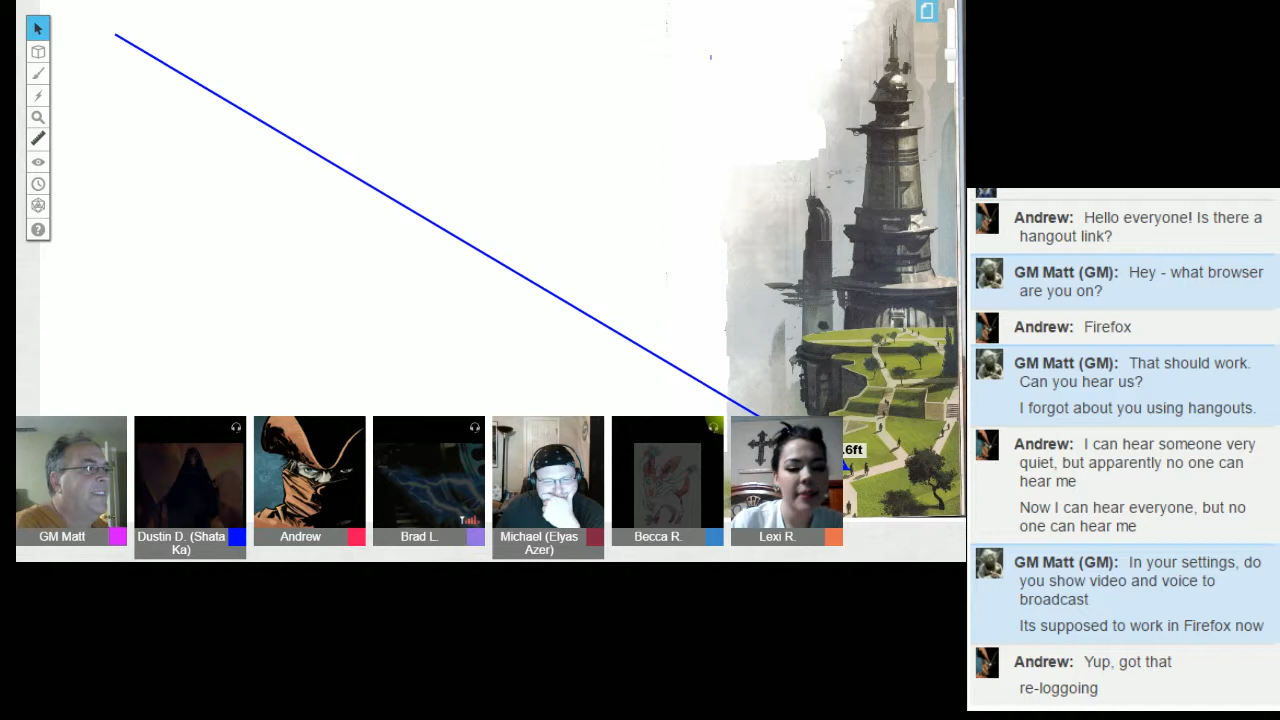 .6ft
GM Matt
Dustin D. (Shata
Ka)
Andrew
Brad L.
Michael (Elyas
Azer)
Becca R.
Lexi R.
Andrew: Hello everyone! Is there a
hangout link?
GM Matt (GM): Hey - what browser
are you on?
Andrew: Firefox
GM Matt (GM): That should work.
Can you hear us?
I forgot about you using hangouts.
Andrew: I can hear someone very
quiet, but apparently no one can
hear me
Now I can hear everyone, but no
one can hear me
GM Matt (GM): In your settings, do
you show video and voice to
broadcast
Its supposed to work in Firefox now
Andrew: Yup, got that
re-loggoing